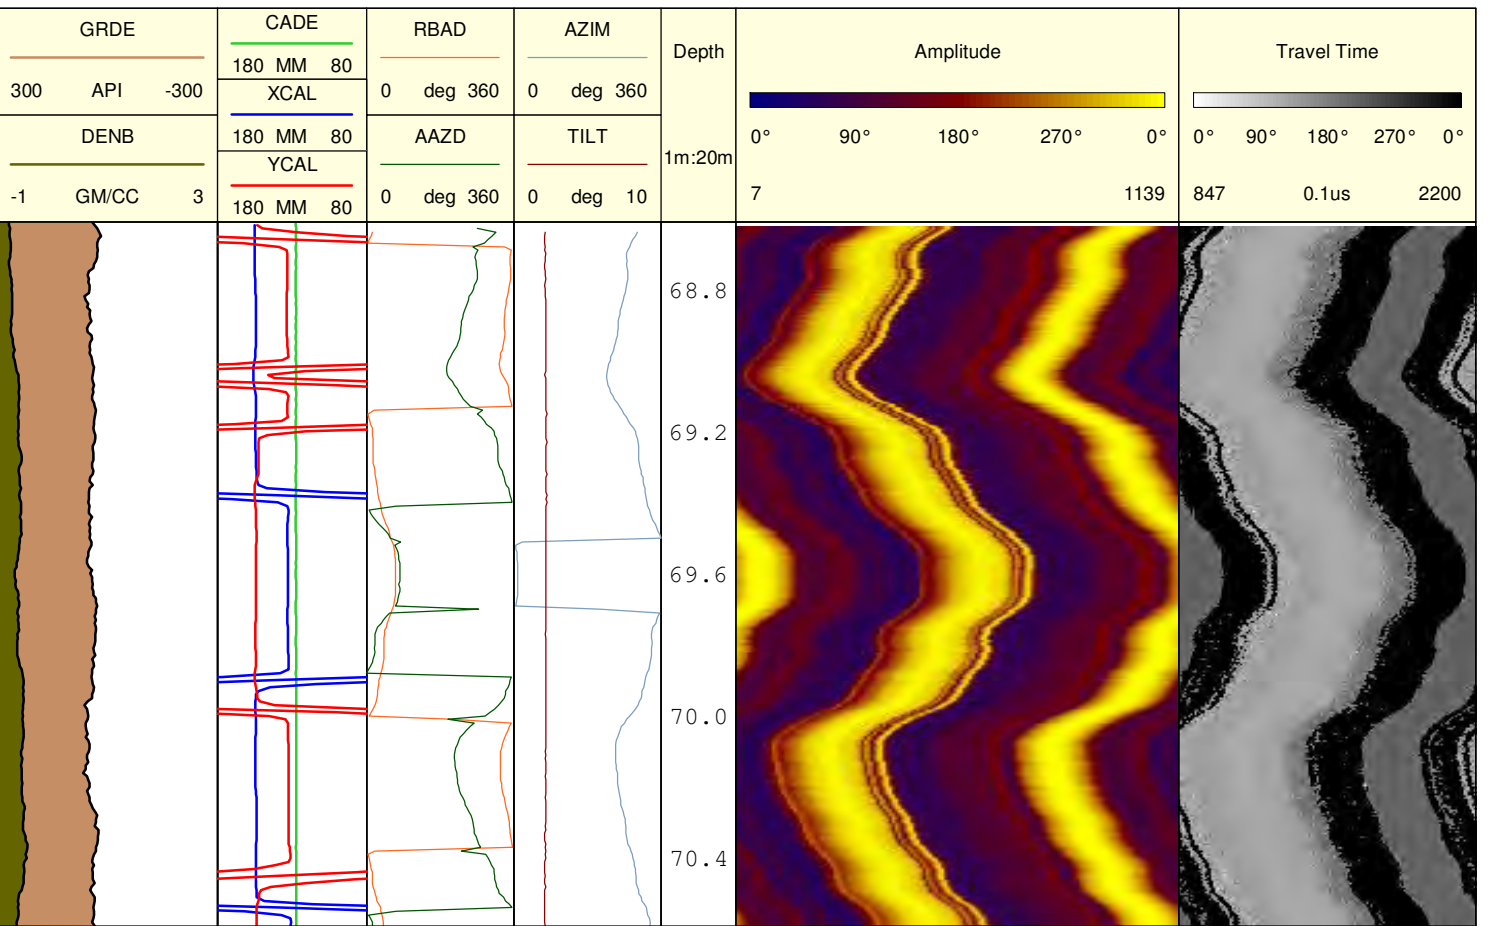 GRDE
300 API -300
DENB
-1 GM/CC 3
CADE
180 MM 80
XCAL
180 MM 80
YCAL
180 MM 80
RBAD
0 deg 360
AAZD
0 deg 360
AZIM
0 deg 360
TILT
0 deg 10
Depth
1m:20m
Amplitude
0° 90° 180° 270° 0°
7 1139
Travel Time
0° 90° 180° 270° 0°
847 0.1us 2200
68.8
69.2
69.6
70.0
70.4